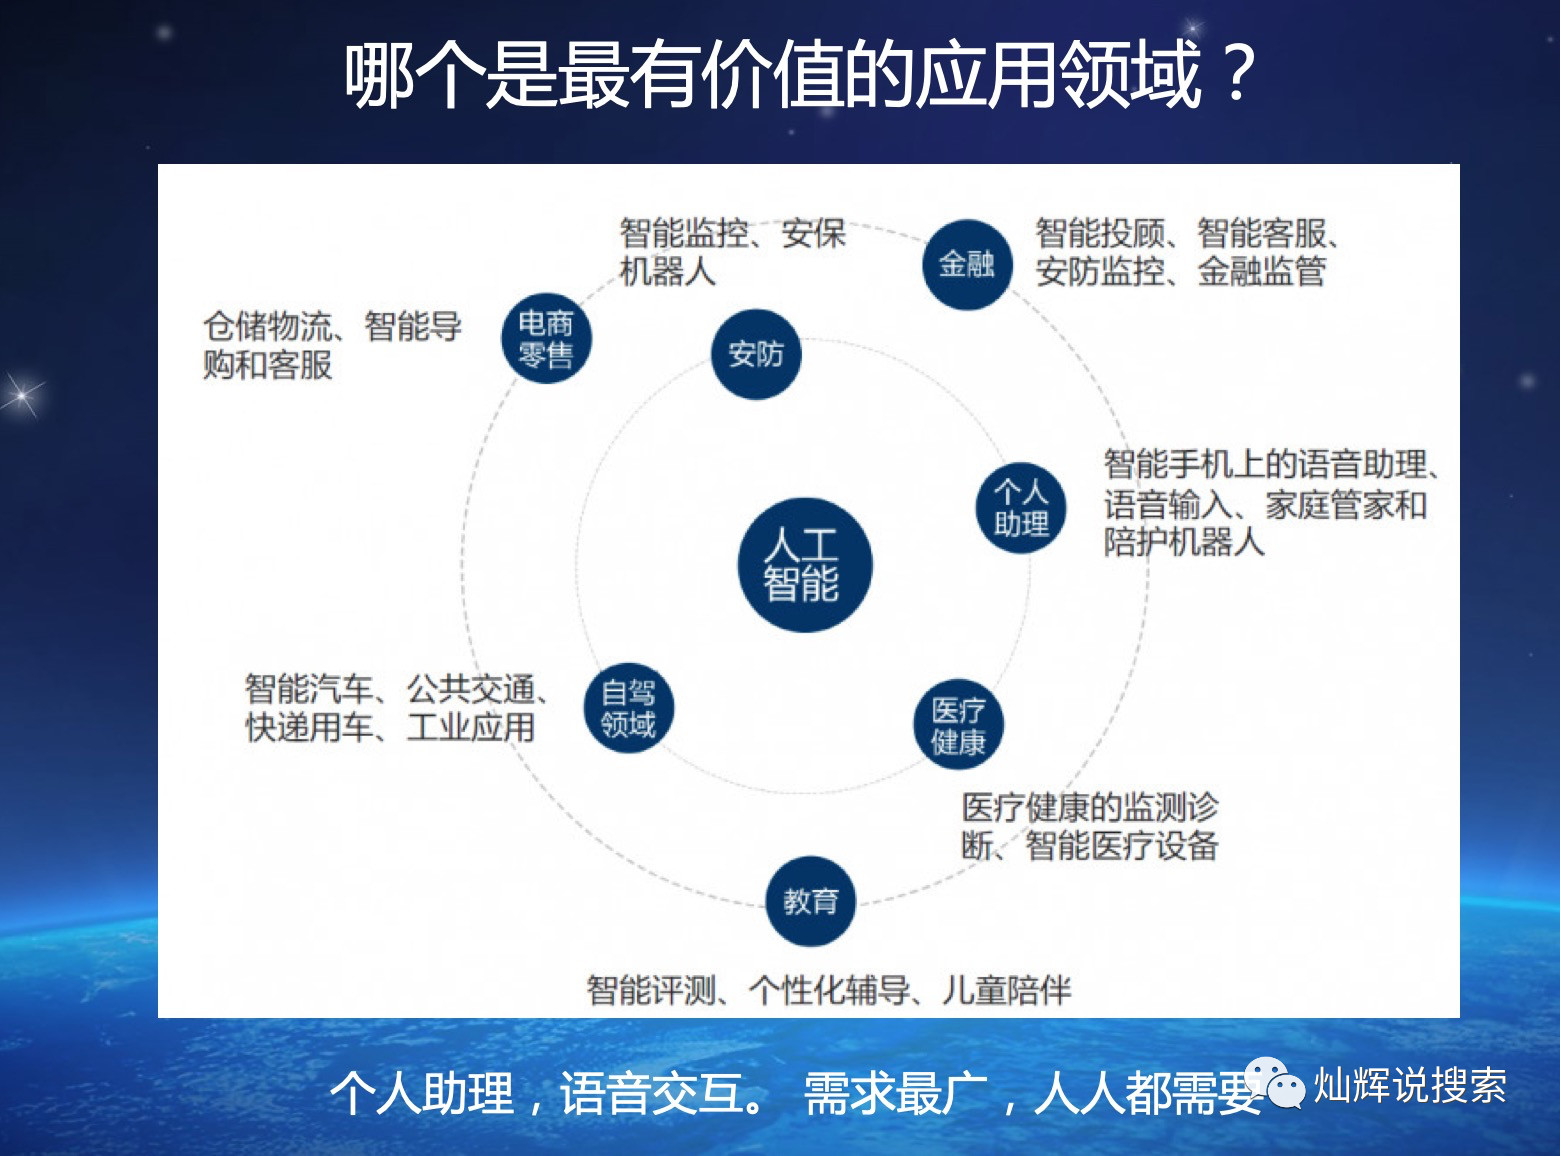 哪个是最有价值的应用领域？
智能监控、安保
机器人
金融
智能投顾、智能客服、
安防监控、金融监管
仓储物流、智能导
购和客服
电商
零售
安防
个人
助理
智能手机上的语音助理、
语音输入、家庭管家和
陪护机器人
人工
智能
智能汽车、公共交通、
快递用车、工业应用
自驾
领域
医疗
健康
医疗健康的监测诊
断、智能医疗设备
教育
智能评测、个性化辅导、儿童陪伴
个人助理，语音交互。 需求最广，人人都需要
灿辉说搜索